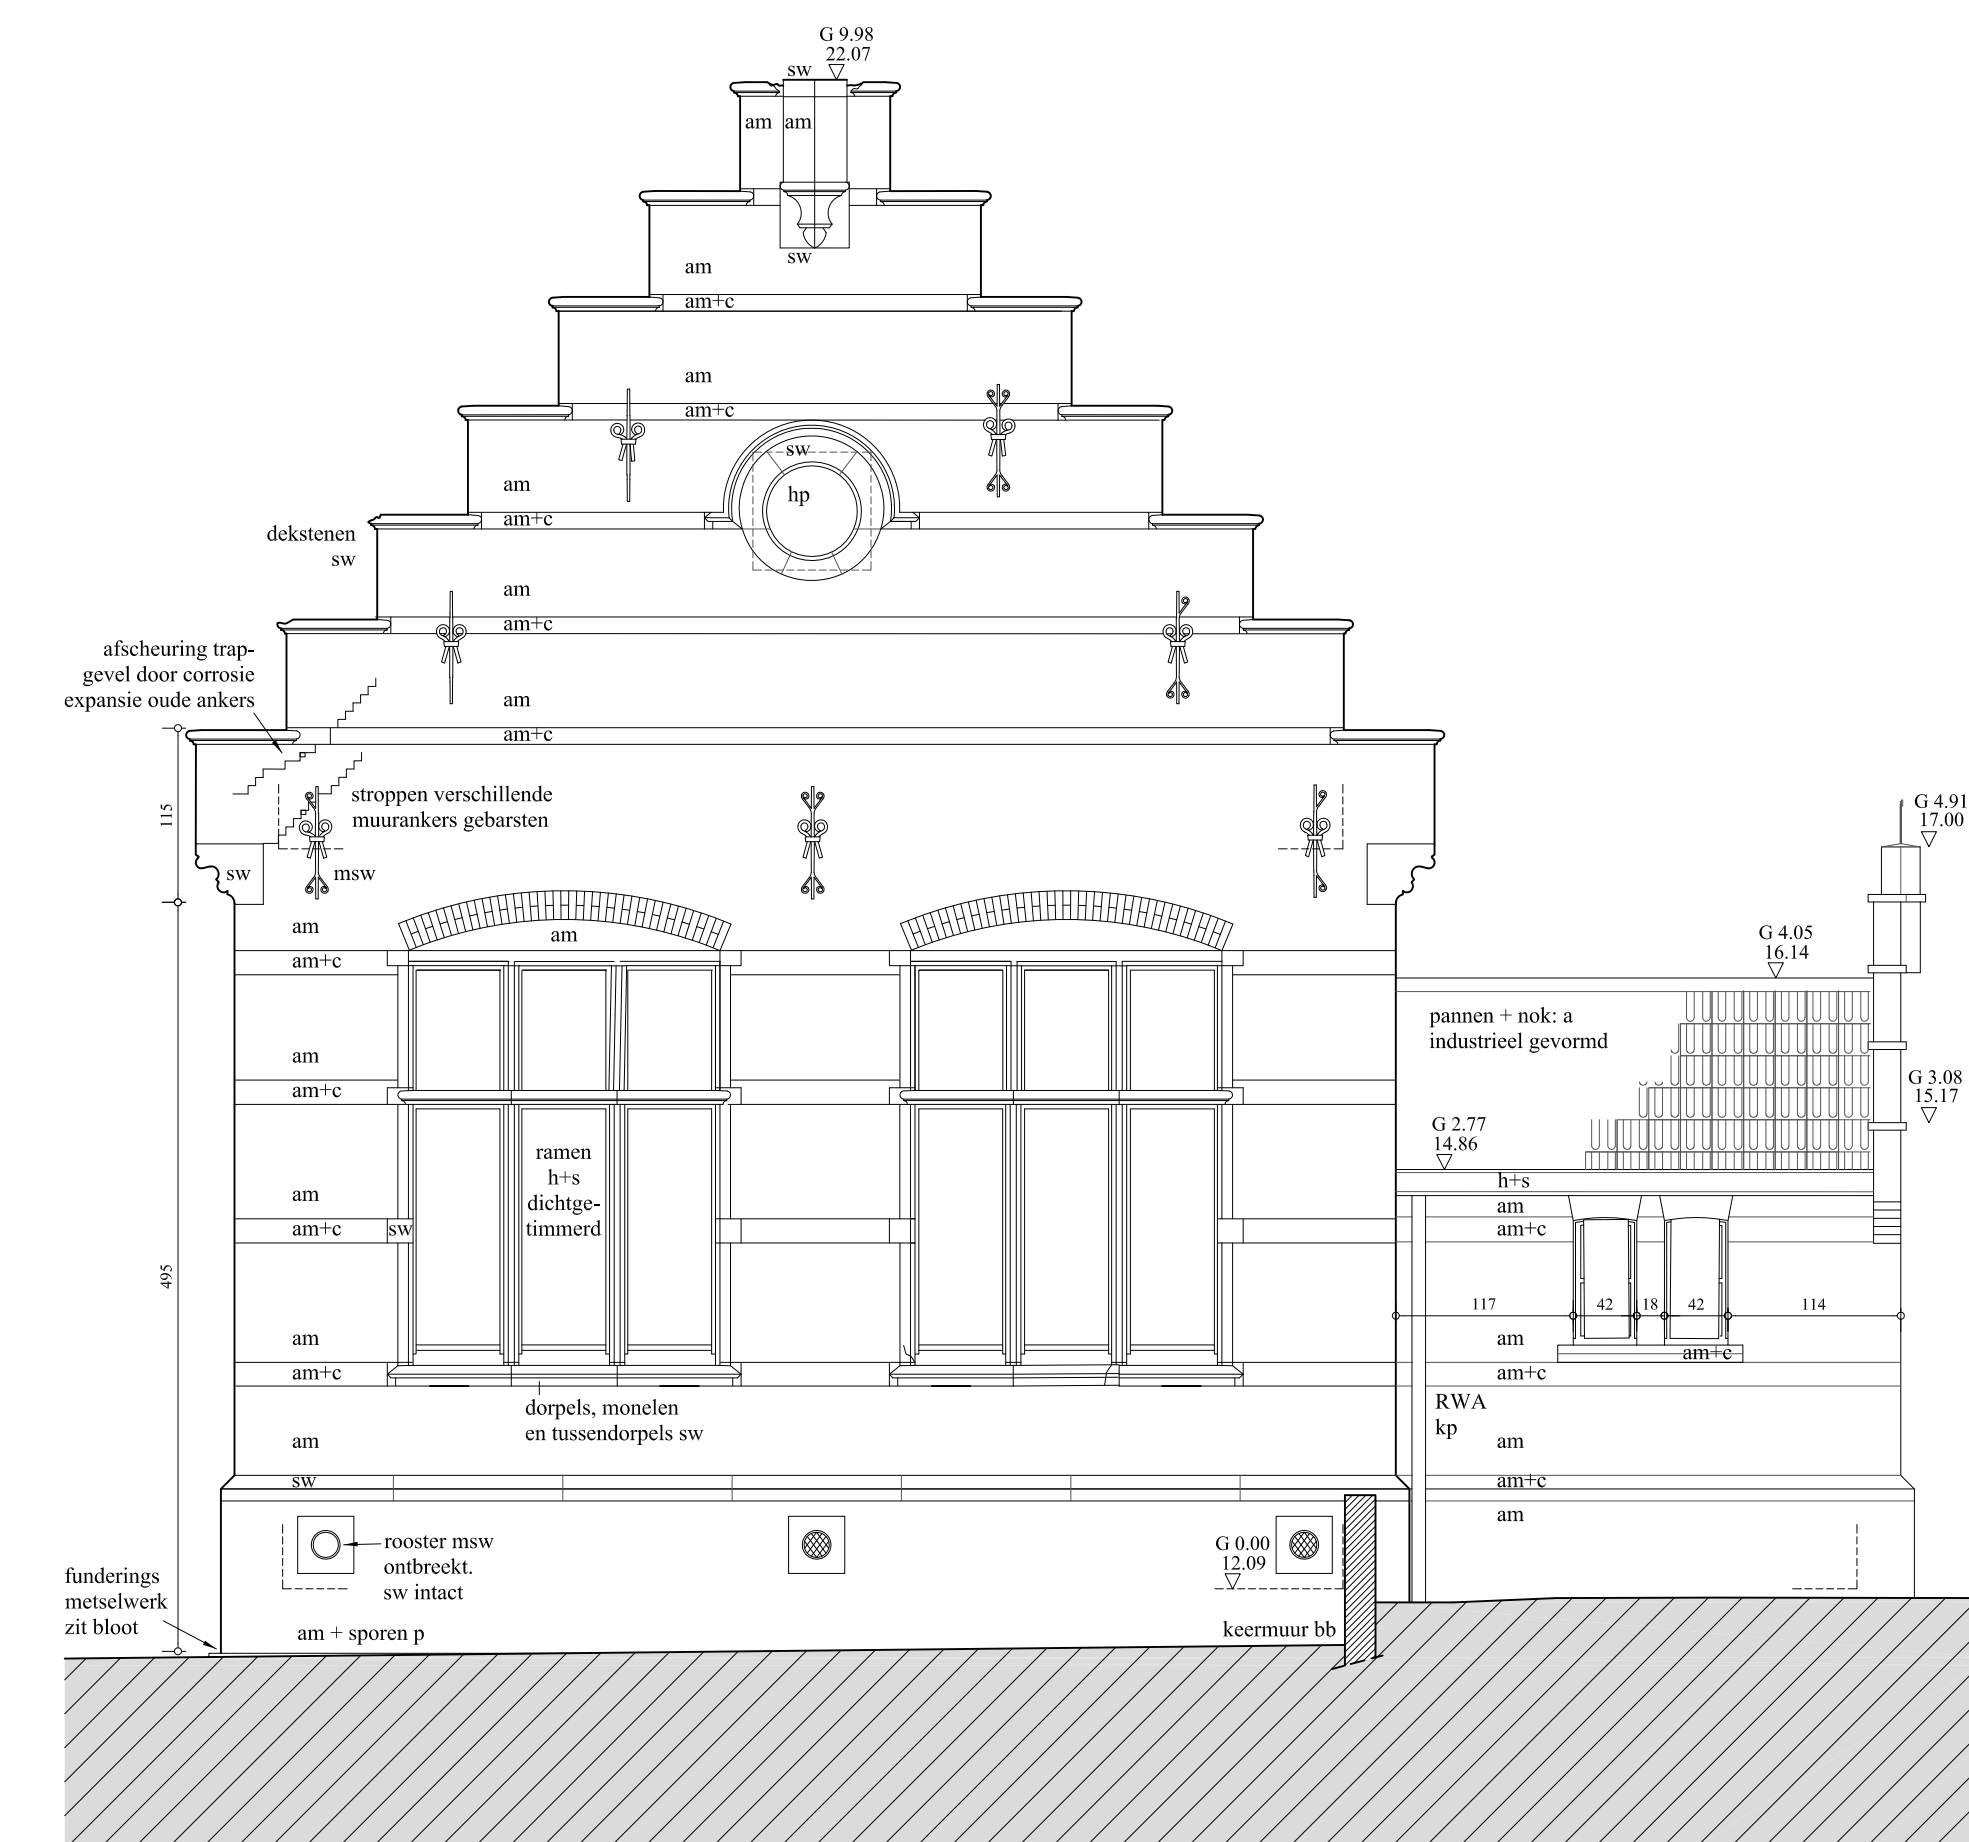 G 9.98
22.07
sw
am am
sw
am
am+c
am
am+c
sw
hp
am
am+c
dekstenen
sw
am
am+c
afscheuring trap-
gevel door corrosie
expansie oude ankers
am
am+c
stroppen verschillende
muurankers gebarsten
115
sw
msw
am
am
am+c
am
am+c
ramen
h+s
dichtge-
timmerd
am
am+c
sw
495
am
am+c
dorpels, monelen
en tussendorpels sw
am
sw
rooster msw
ontbreekt.
sw intact
G 0.00
12.09
funderings
metselwerk
zit bloot
am + sporen p
keermuur bb
G 4.91
17.00
G 4.05
16.14
pannen + nok: a
industrieel gevormd
G 3.08
15.17
G 2.77
14.86
h+s
am
am+c
117 42 18 42 114
am
am+c
am+c
RWA
kp
am
am+c
am